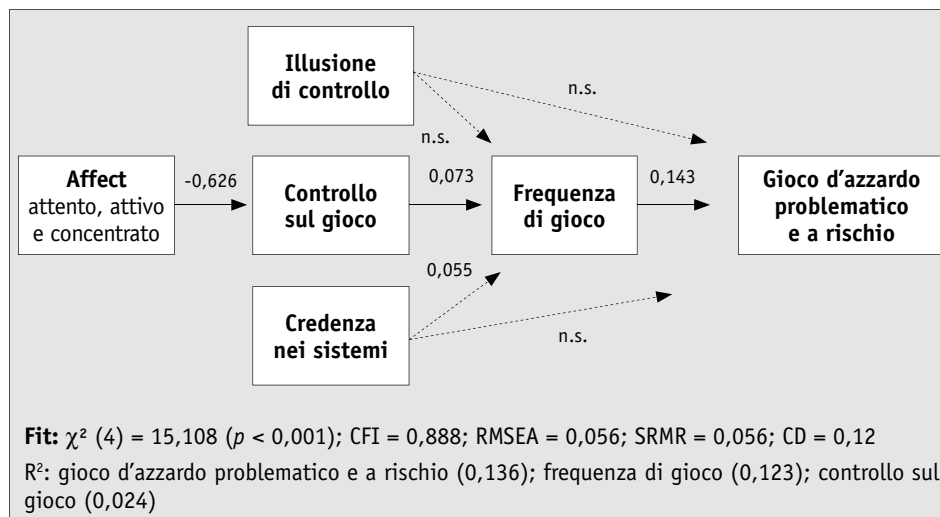 Illusione
di controllo
n.s.
n.s.
Affect
attento, attivo
e concentrato
-0,626
Controllo
sul gioco
0,073
Frequenza
di gioco
0,143
Gioco d'azzardo
problematico
e a rischio
0,055
Credenza
nei sistemi
n.s.
Fit: χ² (4) = 15,108 (p < 0,001); CFI = 0,888; RMSEA = 0,056; SRMR = 0,056; CD = 0,12
R²: gioco d'azzardo problematico e a rischio (0,136); frequenza di gioco (0,123); controllo sul
gioco (0,024)